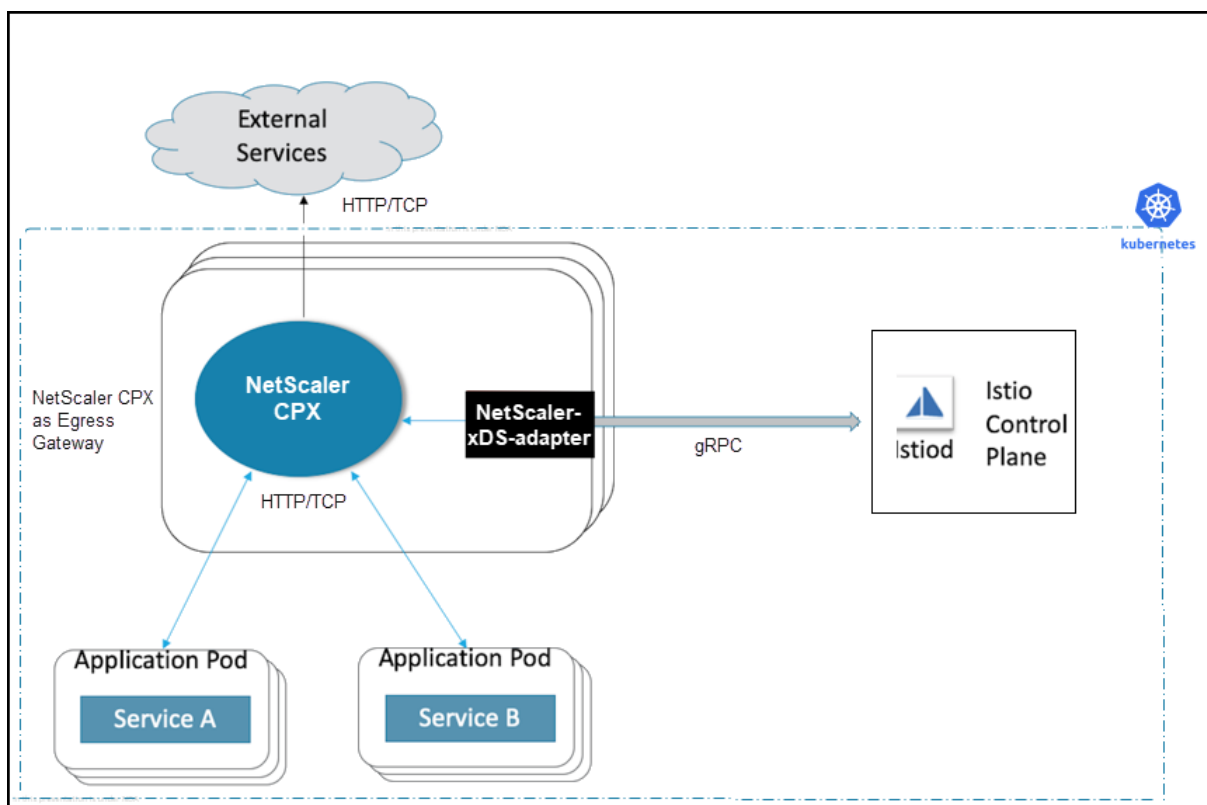 External
Services
HTTP/TCP
kubernetes
NetScaler CPX
as Egress
Gateway
NetScaler
CPX
NetScaler-
xDS-adapter
gRPC
Istiod
Istio
Control
Plane
HTTP/TCP
Application Pod
Service A
Application Pod
Service B